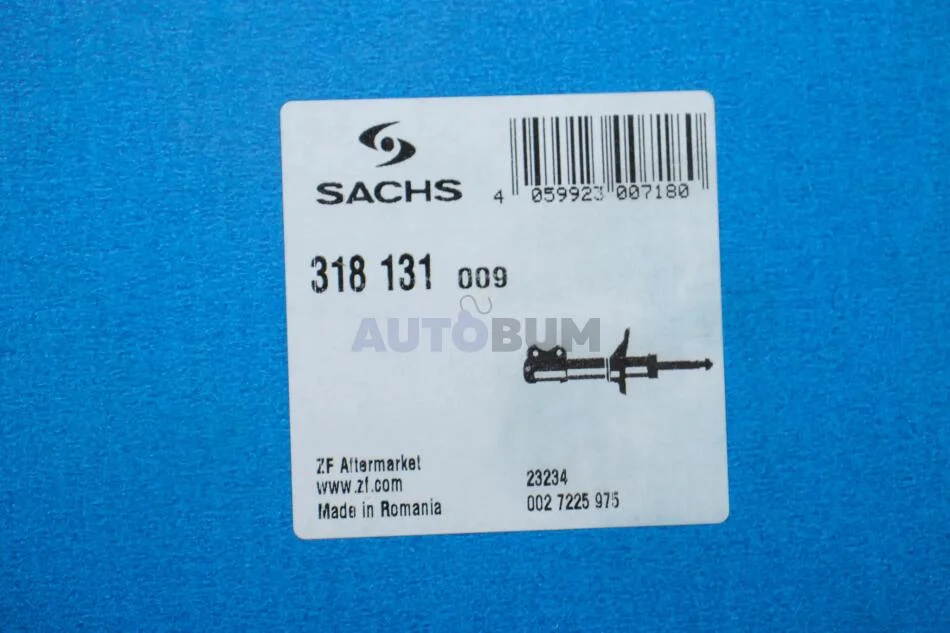 SACHS
4 059923 007180
318 131 009
AUTOBUM
ZF Aftermarket
www.zf.com
Made in Romania
23234
002 7225 975